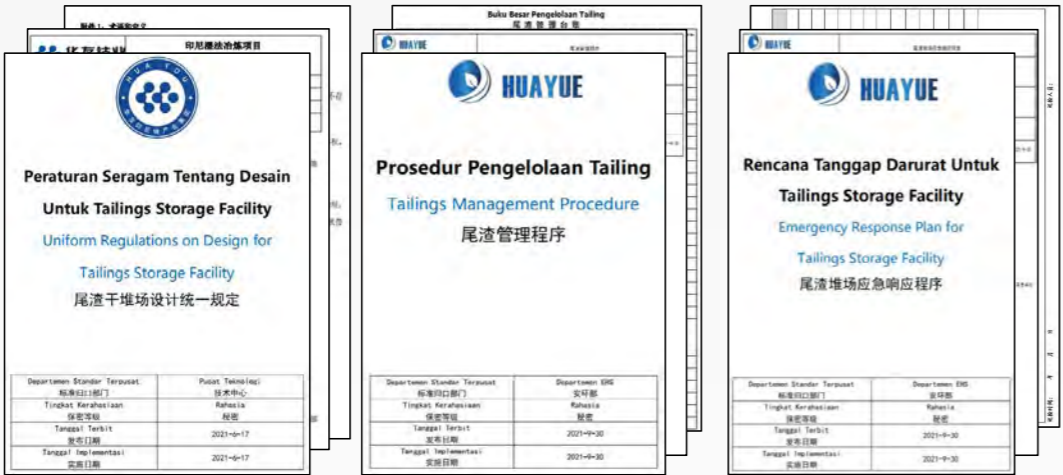 附件1：术语和定义
印尼湿法冶炼项目
HUA YOU
Peraturan Seragam Tentang Desain
Untuk Tailings Storage Facility
Uniform Regulations on Design for
Tailings Storage Facility
尾渣干堆场设计统一规定
Departemen Standar Terpusat
标准归口部门
Pusat Teknologi
技术中心
Tingkat Kerahasiaan
保密等级
Rahasia
秘密
Tanggal Terbit
发布日期
2021-6-17
Tanggal Implementasi
实施日期
2021-6-17
Buku Besar Pengelolaan Tailing
尾渣管理台账
HUAYUE
HUAYUE
Prosedur Pengelolaan Tailing
Tailings Management Procedure
尾渣管理程序
Departemen Standar Terpusat
标准归口部门
Departemen EHS
安环部
Tingkat Kerahasiaan
保密等级
Rahasia
秘密
Tanggal Terbit
发布日期
2021-9-30
Tanggal Implementasi
实施日期
2021-9-30
HUAYUE
HUAYUE
Rencana Tanggap Darurat Untuk
Tailings Storage Facility
Emergency Response Plan for
Tailings Storage Facility
尾渣堆场应急响应程序
Departemen Standar Terpusat
标准归口部门
Departemen EHS
安环部
Tingkat Kerahasiaan
保密等级
Rahasia
秘密
Tanggal Terbit
发布日期
2021-9-30
Tanggal Implementasi
实施日期
2021-9-30